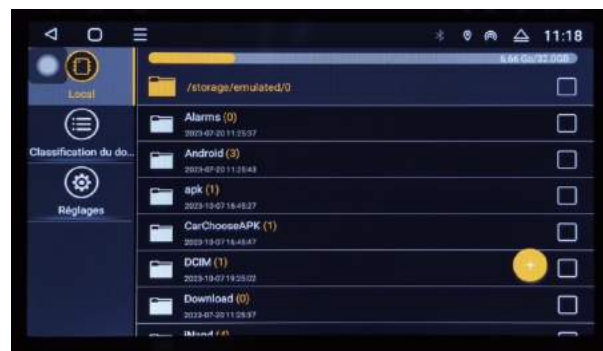 11:18
6.66 Go/32.0GB
Local
/storage/emulated/0
Alarms (0)
2023-07-20 11:25:37
Classification du do...
Android (3)
2023-07-20 11:25:43
apk (1)
2023-10-07 16:45:27
Réglages
CarChooseAPK (1)
2023-10-07 16:45:47
DCIM (1)
2023-10-07 19:25:02
Download (0)
2023-07-20 11:25:37